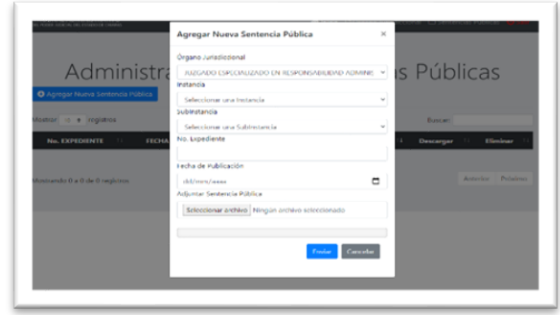 Agregar Nueva Sentencia Pública ×
Órgano Jurisdiccional
JUZGADO ESPECIALIZADO EN RESPONSABILIDAD ADMINIS
Instancia
Seleccionar una Instancia
Subinstancia
Seleccionar una Subinstancia
No. Expediente
Fecha de Publicación
dd/mm/aaaa
Adjuntar Sentencia Pública
Seleccionar archivo Ningún archivo seleccionado
Enviar Cancelar
Administra
s Públicas
Agregar Nueva Sentencia Pública
Mostrar registros
Buscar:
No. EXPEDIENTE FECHA Descargar Eliminar
Mostrando 0 a 0 de 0 registros
Anterior Próximo